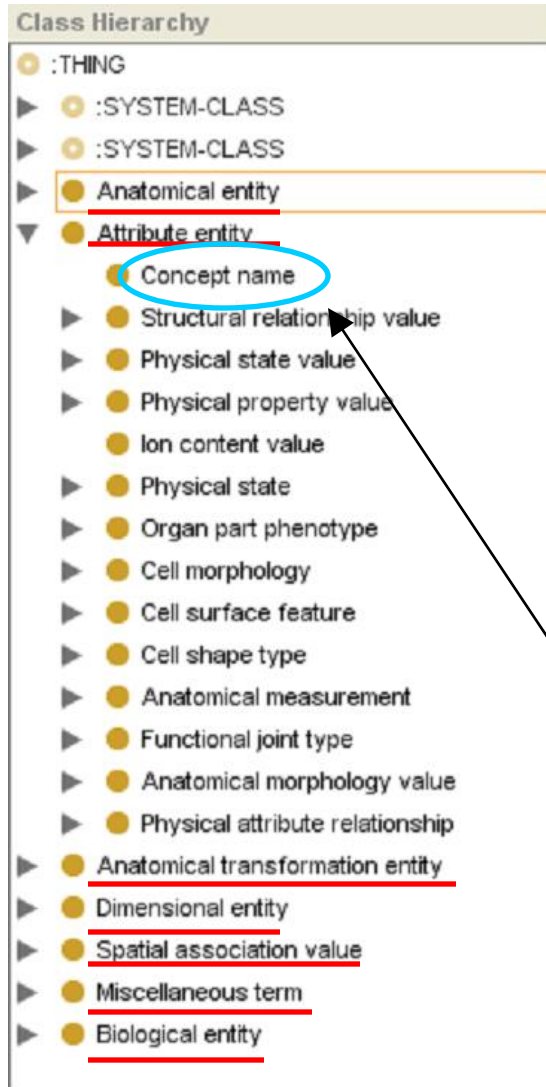 Class Hierarchy
:THING
:SYSTEM-CLASS
:SYSTEM-CLASS
Anatomical entity
Attribute entity
Concept name
Structural relationship value
Physical state value
Physical property value
Ion content value
Physical state
Organ part phenotype
Cell morphology
Cell surface feature
Cell shape type
Anatomical measurement
Functional joint type
Anatomical morphology value
Physical attribute relationship
Anatomical transformation entity
Dimensional entity
Spatial association value
Miscellaneous term
Biological entity